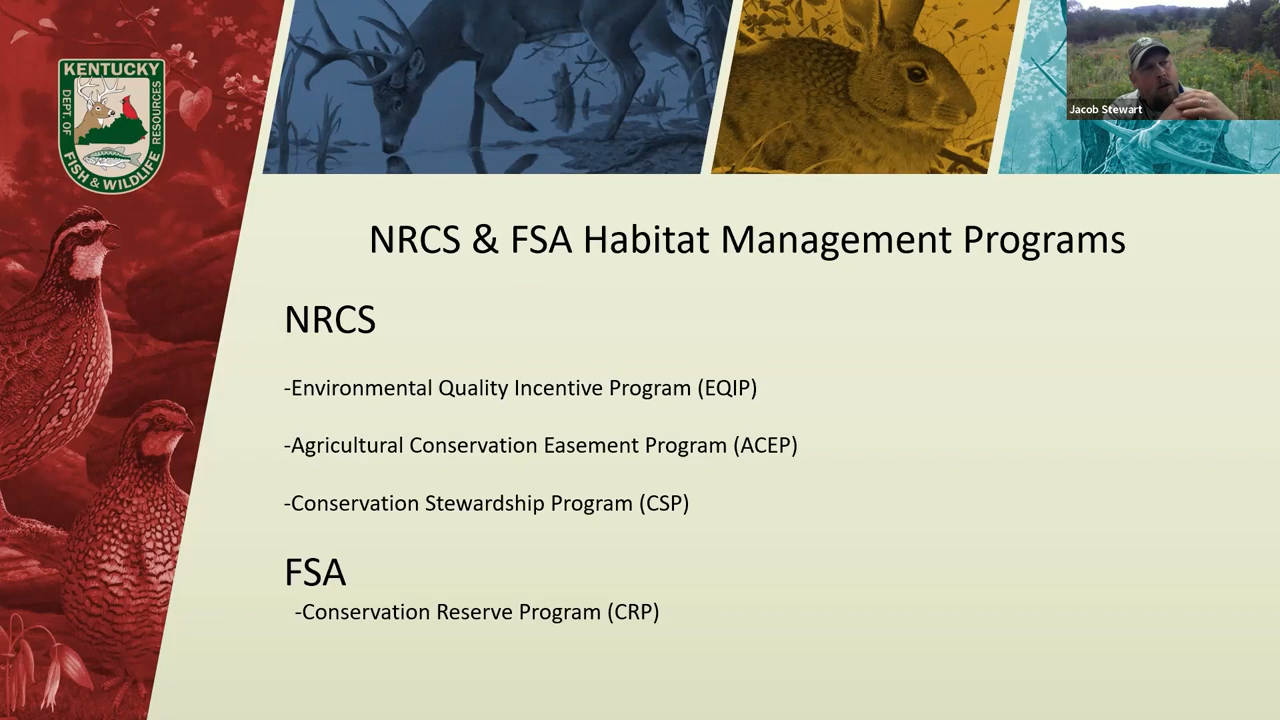 KENTUCKY
DEPT. OF
FISH & WILDLIFE
RESOURCES
Jacob Stewart
NRCS & FSA Habitat Management Programs
NRCS
-Environmental Quality Incentive Program (EQIP)
-Agricultural Conservation Easement Program (ACEP)
-Conservation Stewardship Program (CSP)
FSA
-Conservation Reserve Program (CRP)